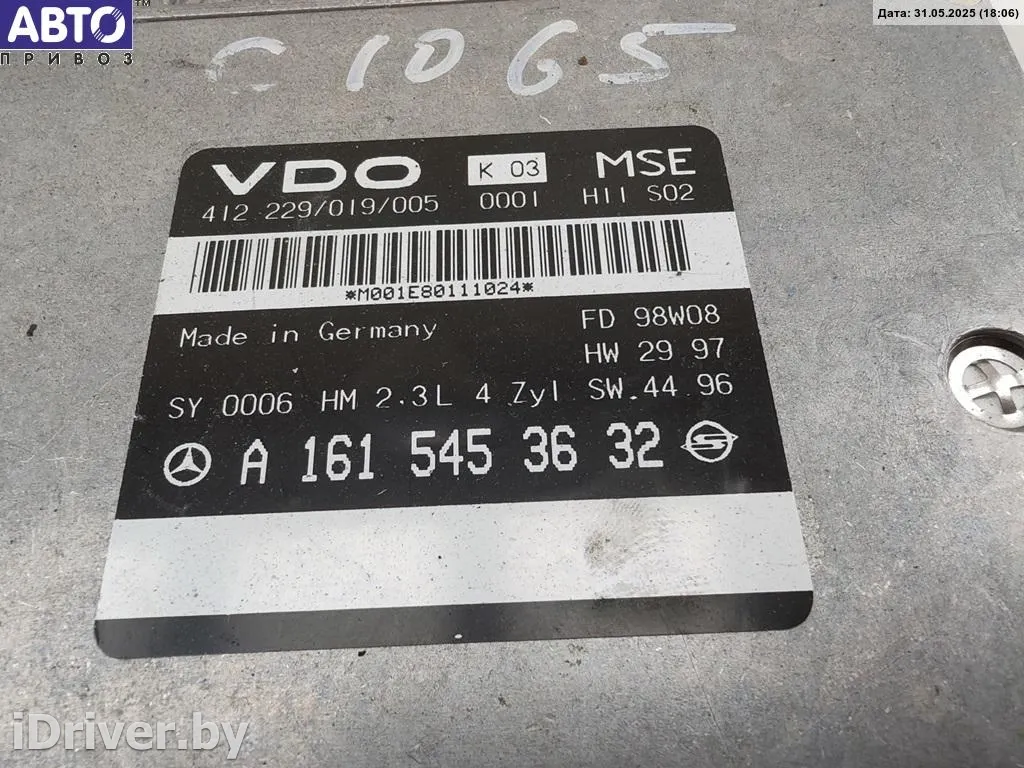 АВТО ™
ПРИВОЗ
Дата: 31.05.2025 (18:06)
C1065
VDO K 03 MSE
412 229/019/005 0001 H11 S02
*M001E80111024*
Made in Germany FD 98W08
HW 29 97
SY 0006 HM 2.3L 4 Zyl SW.44 96
A 161 545 36 32
iDriver.by